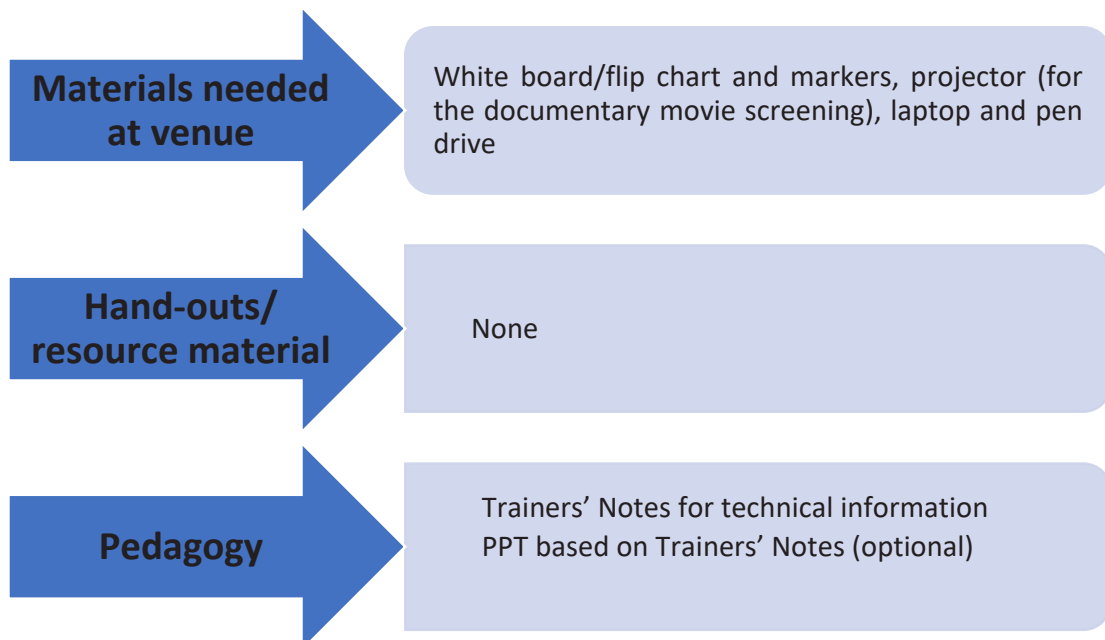 Materials needed
at venue
White board/flip chart and markers, projector (for
the documentary movie screening), laptop and pen
drive
Hand-outs/
resource material
None
Pedagogy
Trainers’ Notes for technical information
PPT based on Trainers’ Notes (optional)